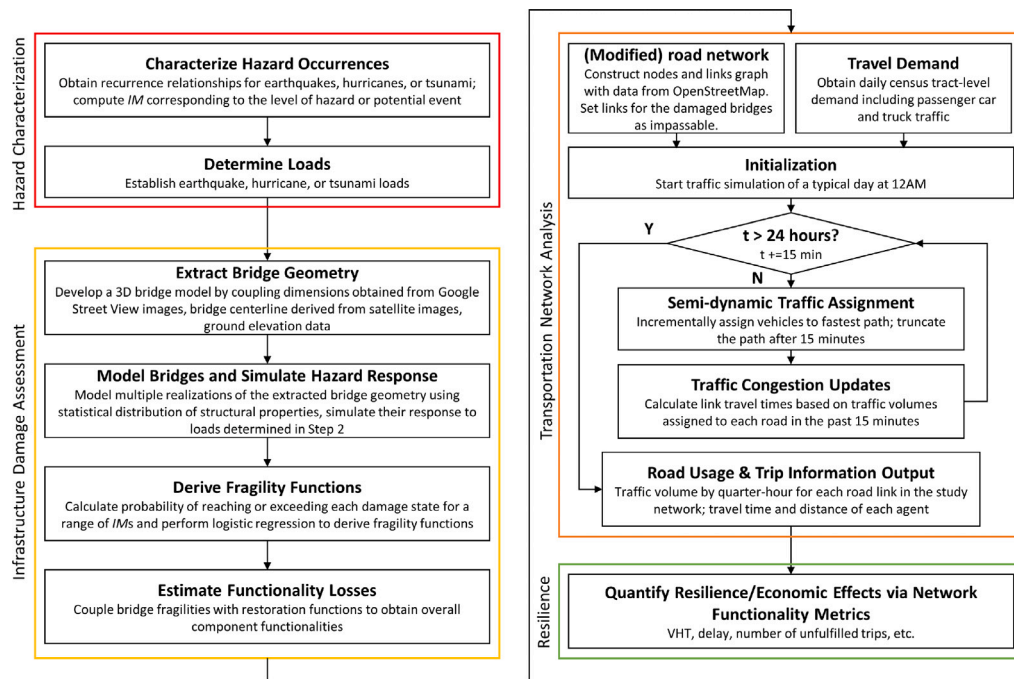 Hazard Characterization
Characterize Hazard Occurrences
Obtain recurrence relationships for earthquakes, hurricanes, or tsunami;
compute IM corresponding to the level of hazard or potential event
Determine Loads
Establish earthquake, hurricane, or tsunami loads
Infrastructure Damage Assessment
Extract Bridge Geometry
Develop a 3D bridge model by coupling dimensions obtained from Google
Street View images, bridge centerline derived from satellite images,
ground elevation data
Model Bridges and Simulate Hazard Response
Model multiple realizations of the extracted bridge geometry using
statistical distribution of structural properties, simulate their response to
loads determined in Step 2
Derive Fragility Functions
Calculate probability of reaching or exceeding each damage state for a
range of IMs and perform logistic regression to derive fragility functions
Estimate Functionality Losses
Couple bridge fragilities with restoration functions to obtain overall
component functionalities
Transportation Network Analysis
(Modified) road network
Construct nodes and links graph
with data from OpenStreetMap.
Set links for the damaged bridges
as impassable.
Travel Demand
Obtain daily census tract-level
demand including passenger car
and truck traffic
Initialization
Start traffic simulation of a typical day at 12AM
Y
t > 24 hours?
t +=15 min
N
Semi-dynamic Traffic Assignment
Incrementally assign vehicles to fastest path; truncate
the path after 15 minutes
Traffic Congestion Updates
Calculate link travel times based on traffic volumes
assigned to each road in the past 15 minutes
Road Usage & Trip Information Output
Traffic volume by quarter-hour for each road link in the study
network; travel time and distance of each agent
Resilience
Quantify Resilience/Economic Effects via Network
Functionality Metrics
VHT, delay, number of unfulfilled trips, etc.